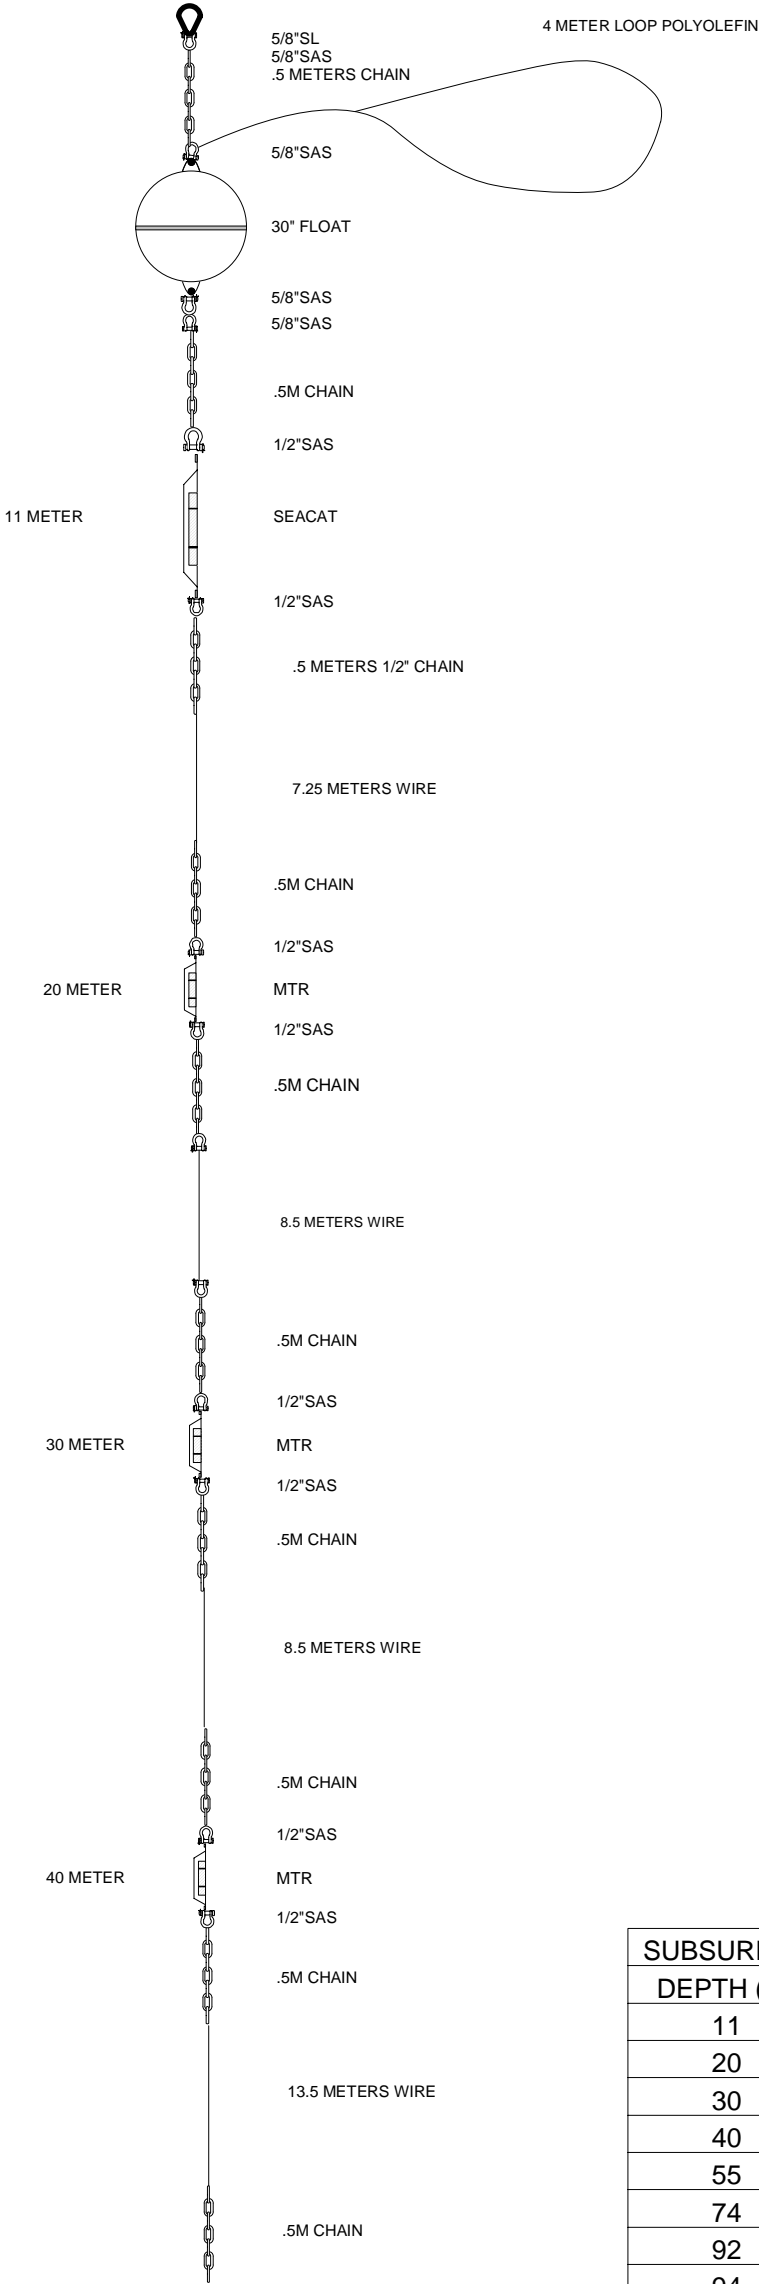 5/8"SL
4 METER LOOP POLYOLEFIN
5/8"SAS
.5 METERS CHAIN
5/8"SAS
30" FLOAT
5/8"SAS
5/8"SAS
.5M CHAIN
1/2"SAS
11 METER
SEACAT
1/2"SAS
.5 METERS 1/2" CHAIN
7.25 METERS WIRE
.5M CHAIN
1/2"SAS
20 METER
MTR
1/2"SAS
.5M CHAIN
8.5 METERS WIRE
.5M CHAIN
1/2"SAS
30 METER
MTR
1/2"SAS
.5M CHAIN
8.5 METERS WIRE
.5M CHAIN
1/2"SAS
40 METER
MTR
1/2"SAS
.5M CHAIN
13.5 METERS WIRE
.5M CHAIN
DEPTH
11
20
30
40
55
74
92